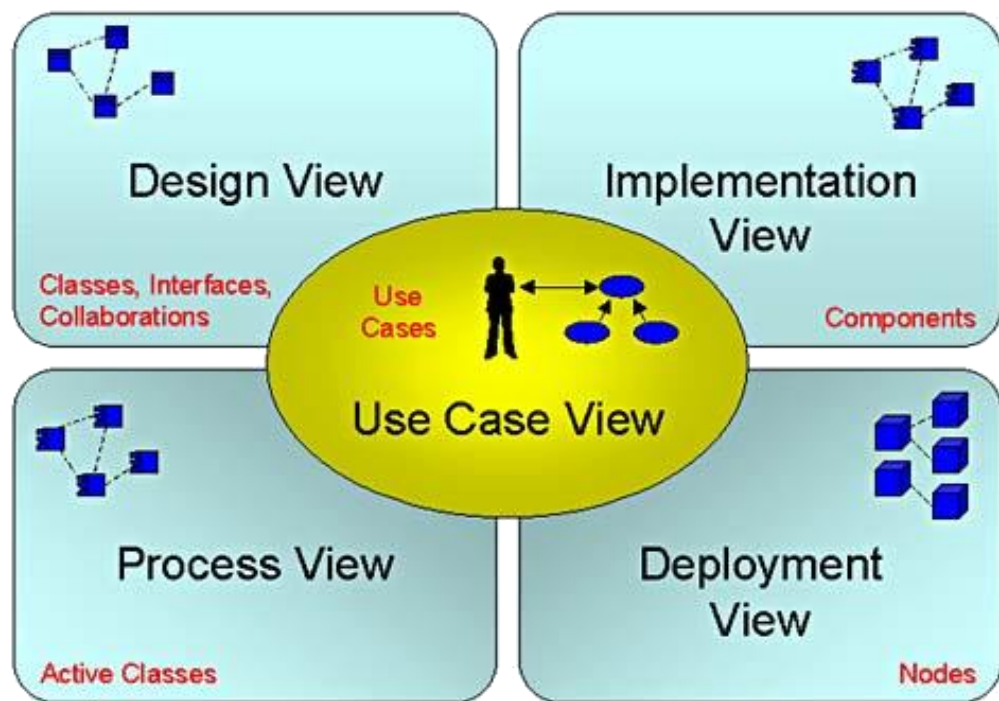 Design View
Classes, Interfaces,
Collaborations
Implementation
View
Components
Use
Cases
Use Case View
Process View
Active Classes
Deployment
View
Nodes